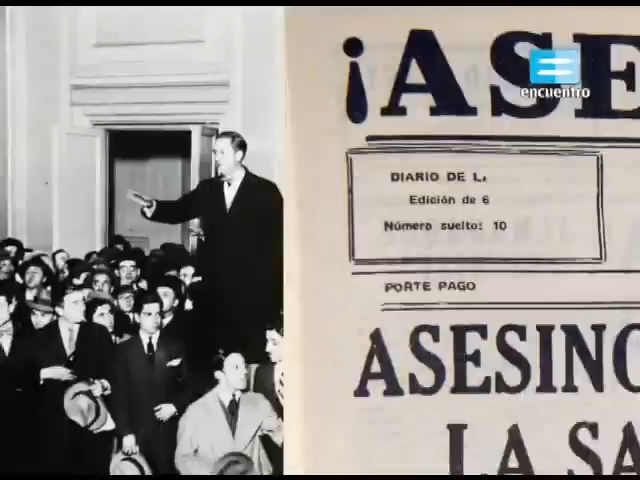 ¡ASE
encuentro
DIARIO DE L
Edición de 6
Número suelto: 10
PORTE PAGO
ASESINO
LA SA